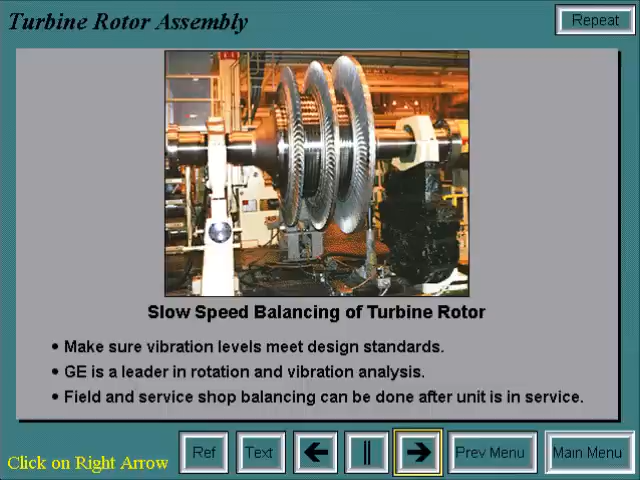 Turbine Rotor Assembly
Repeat
Slow Speed Balancing of Turbine Rotor
• Make sure vibration levels meet design standards.
• GE is a leader in rotation and vibration analysis.
• Field and service shop balancing can be done after unit is in service.
Click on Right Arrow
Ref
Text
Prev Menu
Main Menu